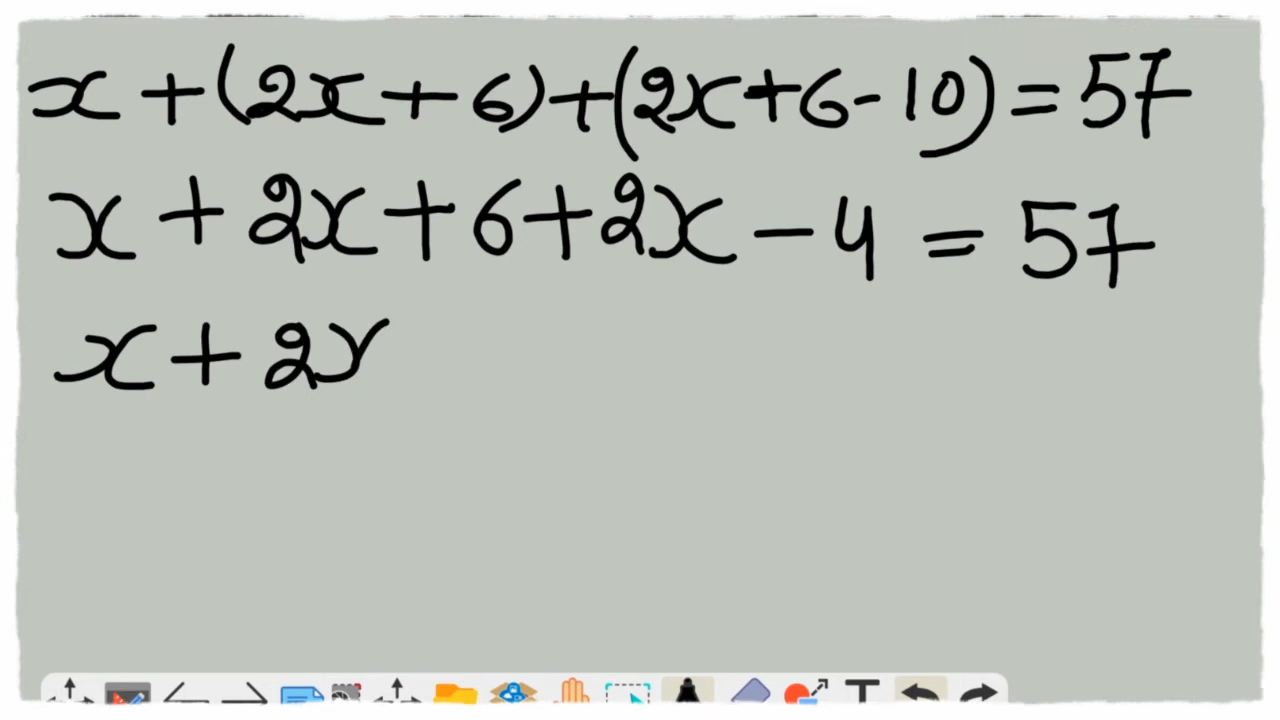 x + (2x + 6) + (2x + 6 - 10) = 57
x + 2x + 6 + 2x - 4 = 57
x + 2x
T